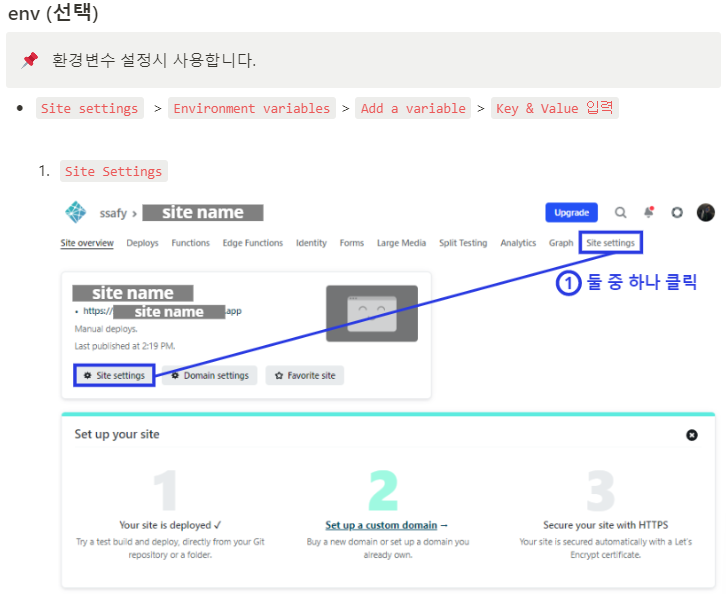 env (선택)
📌 환경변수 설정시 사용합니다.
• Site settings > Environment variables > Add a variable > Key & Value 입력
1. Site Settings
ssafy > site name Upgrade
Site overview Deploys Functions Edge Functions Identity Forms Large Media Split Testing Analytics Graph Site settings
① 둘 중 하나 클릭
site name
• https:// site name .app
Manual deploys.
Last published at 2:19 PM.
Site settings Domain settings Favorite site
Set up your site
1 2 3
Your site is deployed ✓ Set up a custom domain → Secure your site with HTTPS
Try a test build and deploy, directly from your Git Buy a new domain or set up a domain you Your site is secured automatically with a Let's
repository or a folder. already own. Encrypt certificate.